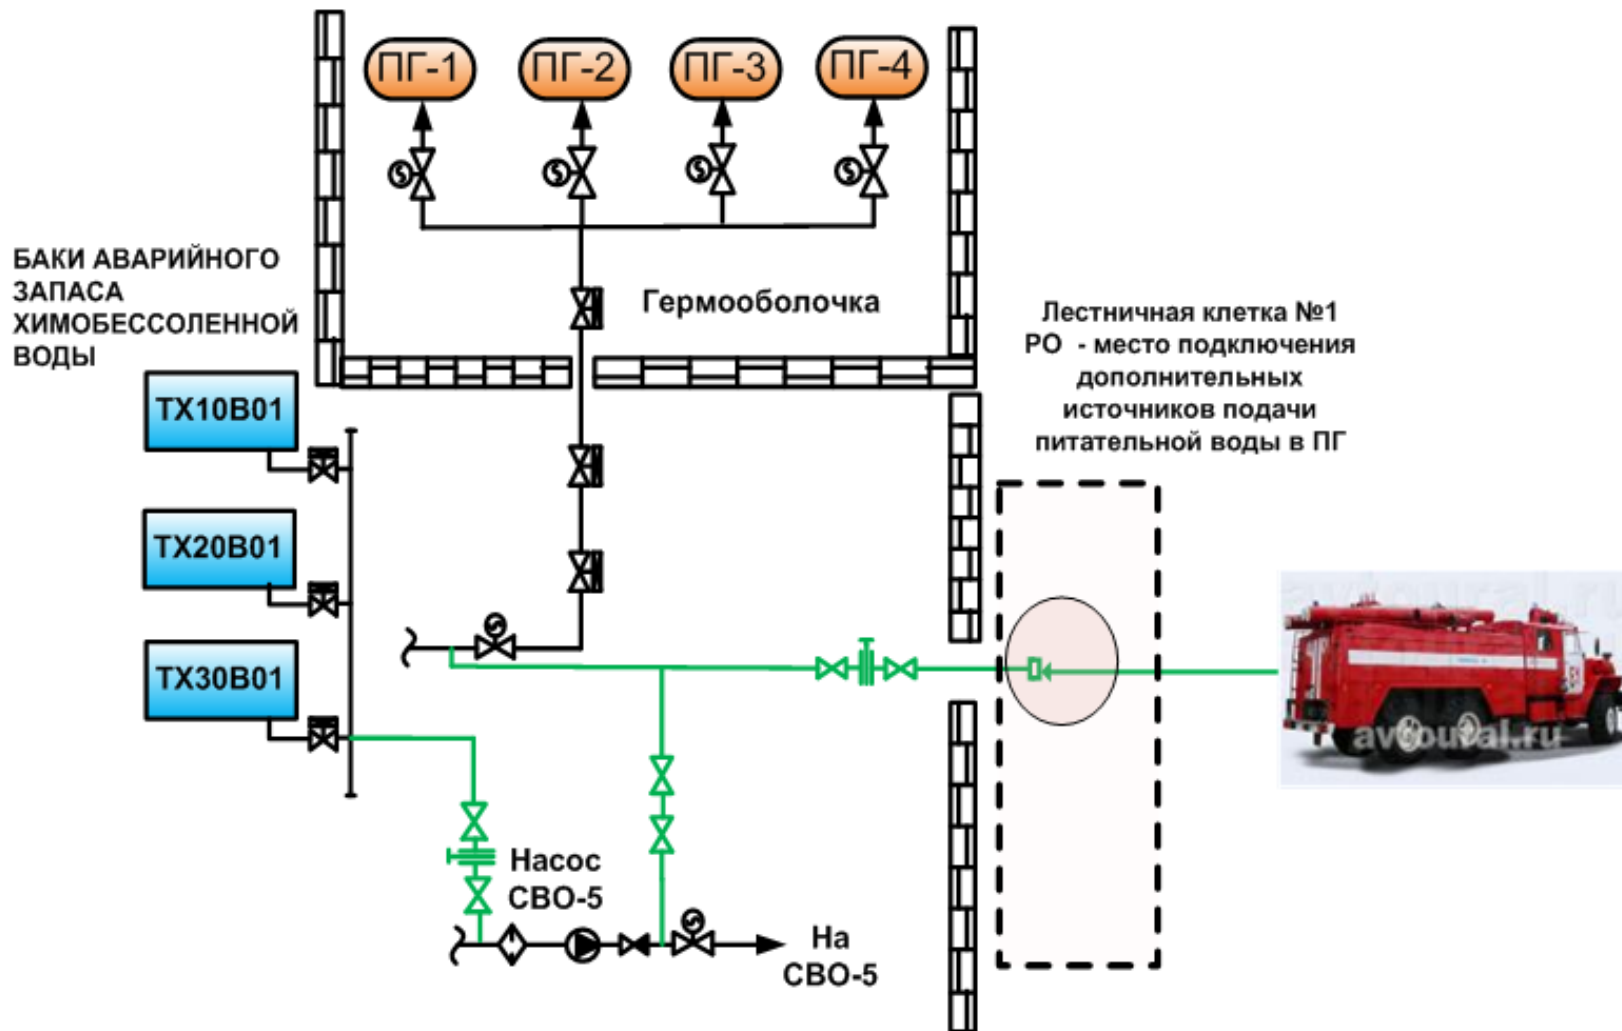 ПГ-1
ПГ-2
ПГ-3
ПГ-4
БАКИ АВАРИЙНОГО
ЗАПАСА
ХИМОБЕССОЛЕННОЙ
ВОДЫ
Гермооболочка
Лестничная клетка №1
РО - место подключения
дополнительных
источников подачи
питательной воды в ПГ
ТХ10В01
ТХ20В01
ТХ30В01
avtoural.ru
Насос
СВО-5
На
СВО-5